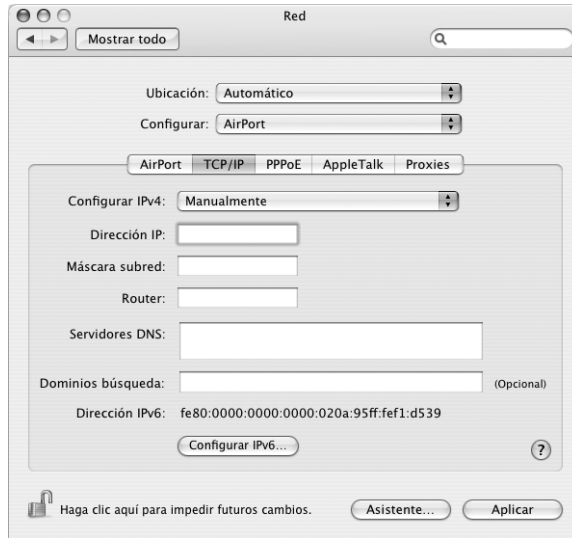 Red
Mostrar todo
Ubicación: Automático
Configurar: AirPort
AirPort TCP/IP PPPoE AppleTalk Proxies
Configurar IPv4: Manualmente
Dirección IP:
Máscara subred:
Router:
Servidores DNS:
Dominios búsqueda: (Opcional)
Dirección IPv6: fe80:0000:0000:0000:020a:95ff:fef1:d539
Configurar IPv6... ?
Haga clic aquí para impedir futuros cambios. Asistente... Aplicar